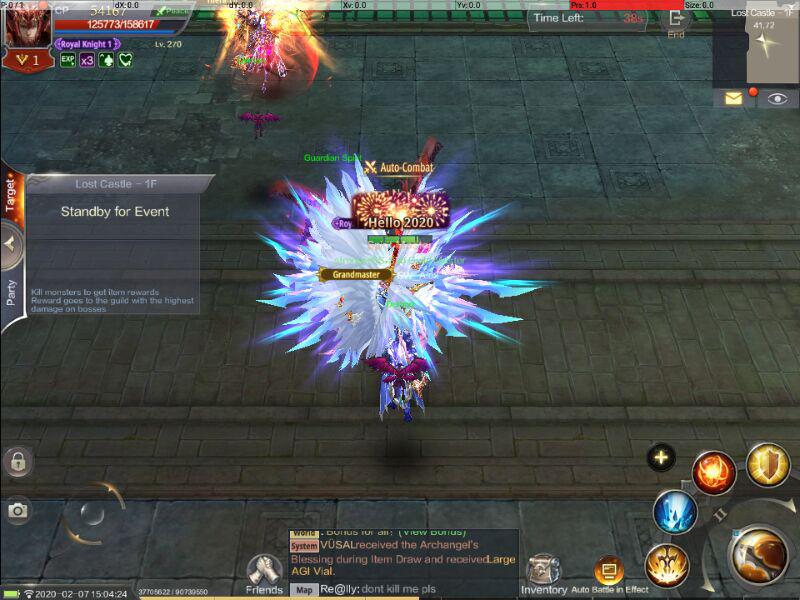 P: 0 / 1 dX: 0.0 dY: 0.0 Xv: 0.0 Yv: 0.0 Prs: 1.0 Size: 0.0
CP 54167 Peace
125773/158617
Royal Knight 1
Lv. 270
1
EXP x3
Time Left: 38s
End
Lost Castle - 1F
41, 72
Guardian Spirit
Auto-Combat
Hello 2020
Grandmaster
Target
Lost Castle - 1F
Standby for Event
Party
Kill monsters to get item rewards
Reward goes to the guild with the highest
damage on bosses
World : Bonus for all! (View Bonus)
System VÜSALreceived the Archangel's
Blessing during Item Draw and receivedLarge
AGI Vial.
Map Re@lly: dont kill me pls
Friends
Inventory
Auto Battle in Effect
2020-02-07 15:04:24
37705622 / 90739550